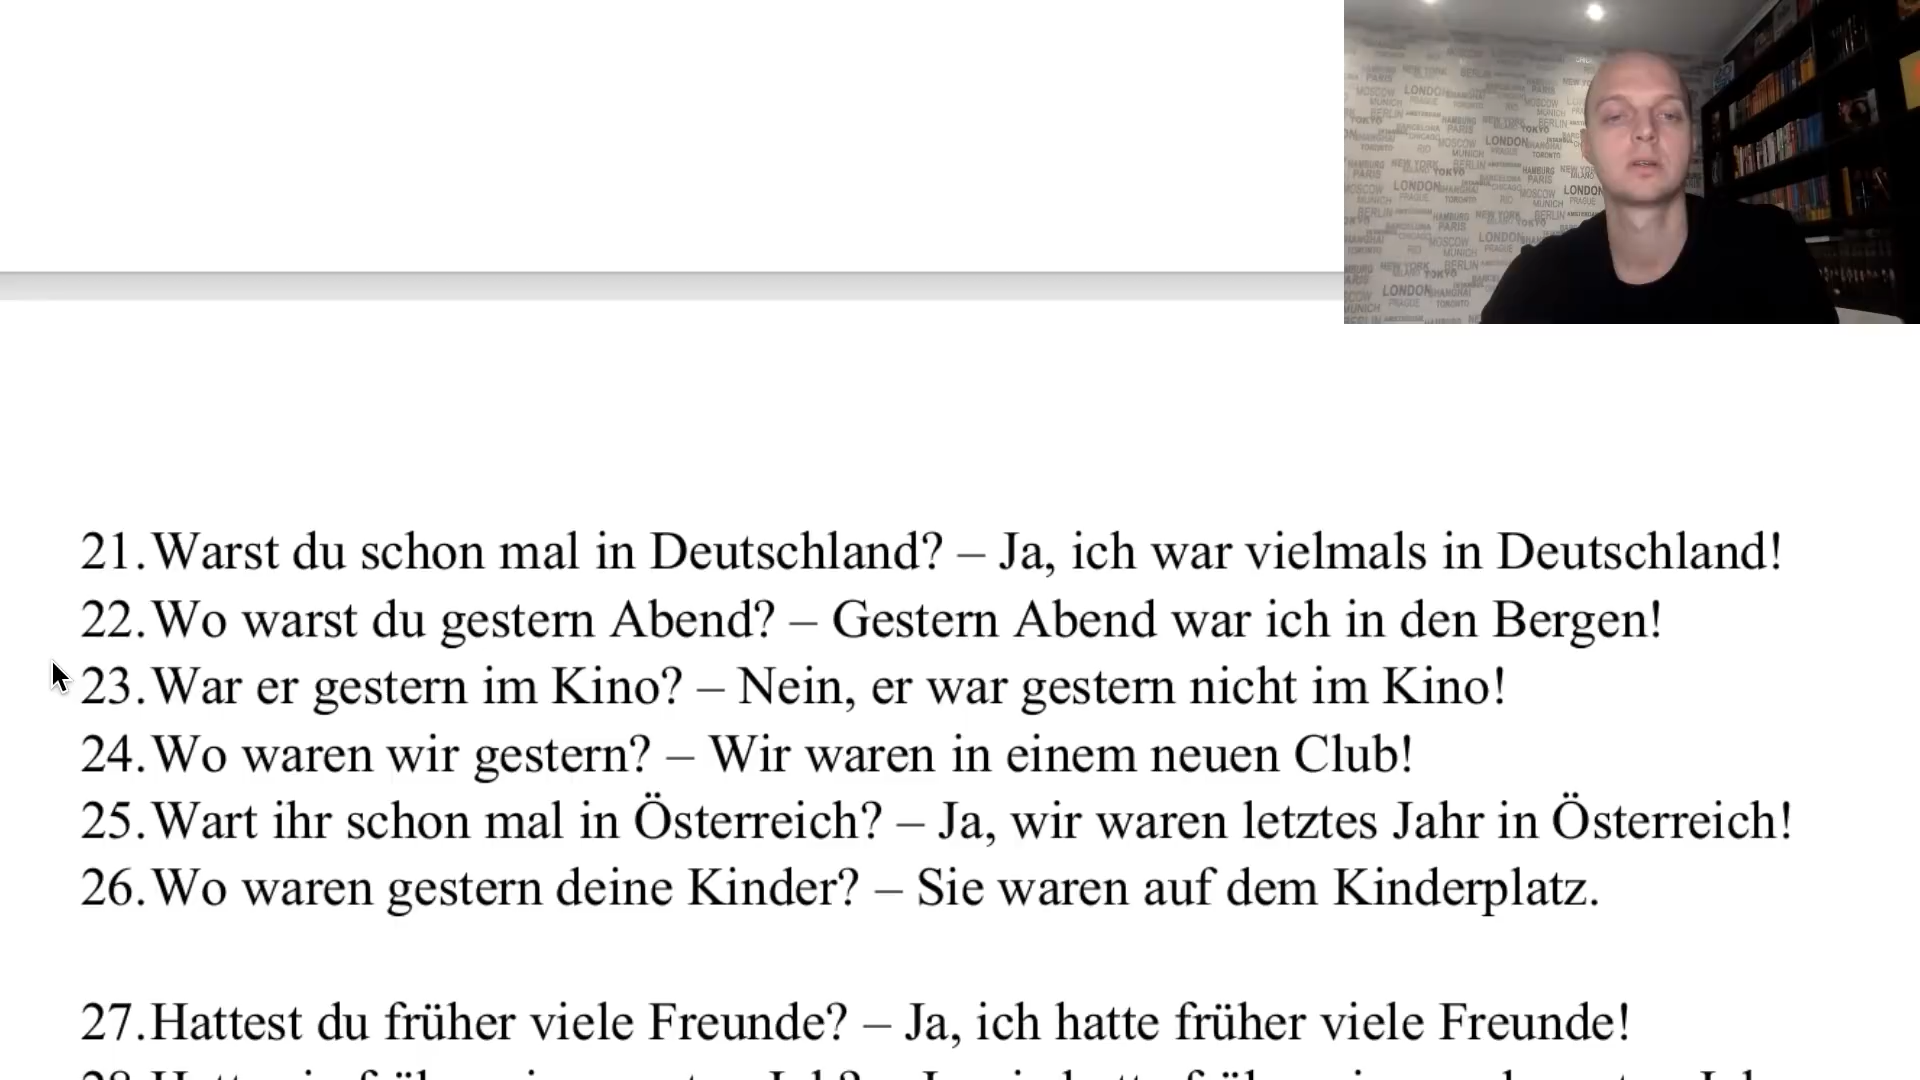 21. Warst du schon mal in Deutschland? – Ja, ich war vielmals in Deutschland!
22. Wo warst du gestern Abend? – Gestern Abend war ich in den Bergen!
23. War er gestern im Kino? – Nein, er war gestern nicht im Kino!
24. Wo waren wir gestern? – Wir waren in einem neuen Club!
25. Wart ihr schon mal in Österreich? – Ja, wir waren letztes Jahr in Österreich!
26. Wo waren gestern deine Kinder? – Sie waren auf dem Kinderplatz.
27. Hattest du früher viele Freunde? – Ja, ich hatte früher viele Freunde!